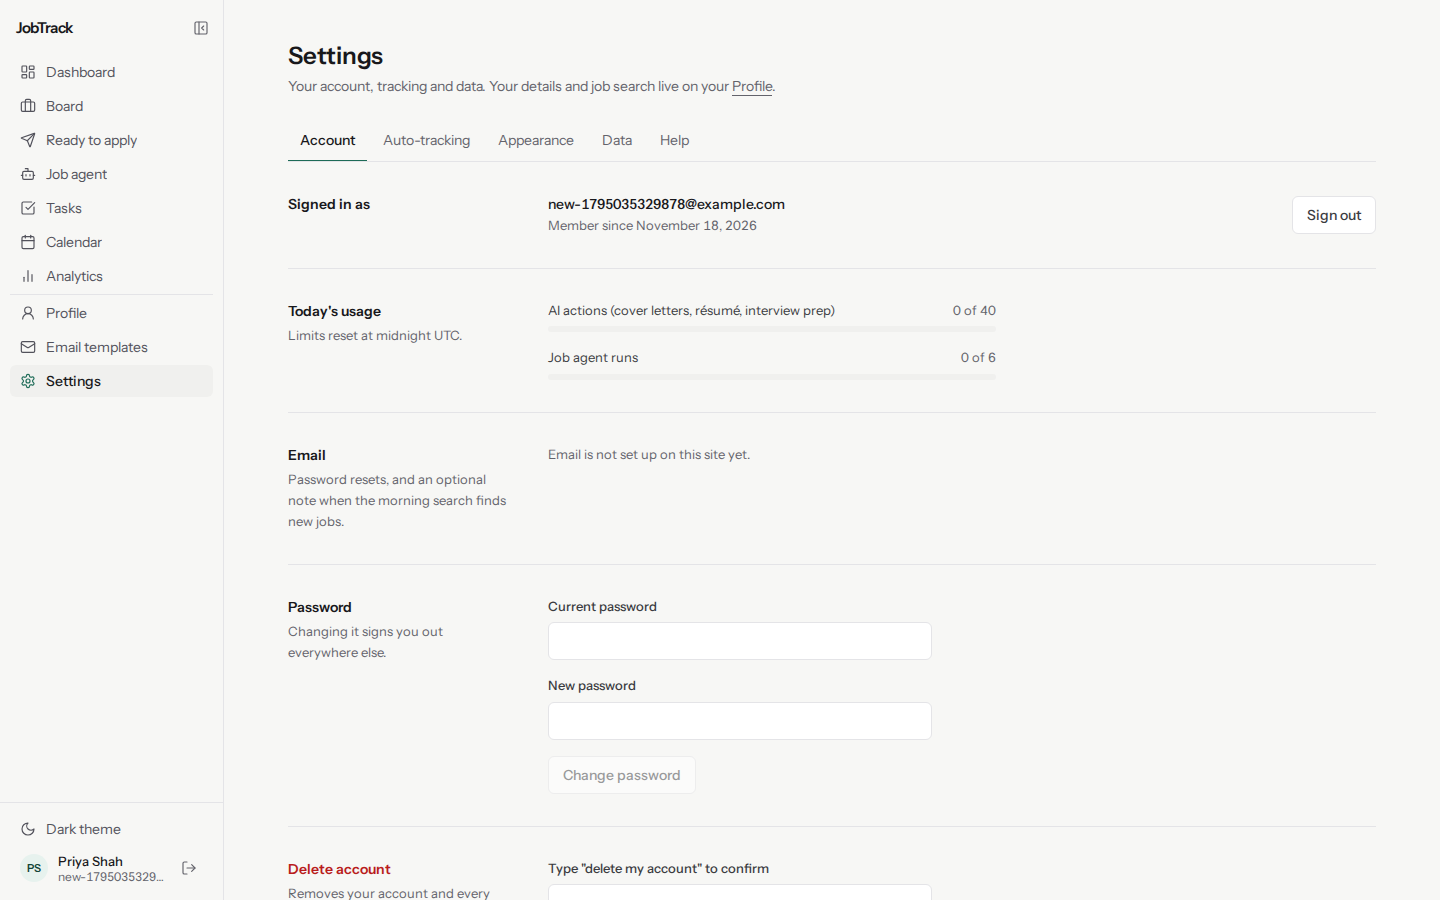 JobTrack
Dashboard
Board
Ready to apply
Job agent
Tasks
Calendar
Analytics
Profile
Email templates
Settings
Dark theme
PS
Priya Shah
new-1795035329...
Settings
Your account, tracking and data. Your details and job search live on your Profile.
Account Auto-tracking Appearance Data Help
Signed in as
new-1795035329878@example.com
Member since November 18, 2026
Sign out
Today's usage
Limits reset at midnight UTC.
AI actions (cover letters, résumé, interview prep) 0 of 40
Job agent runs 0 of 6
Email
Password resets, and an optional
note when the morning search finds
new jobs.
Email is not set up on this site yet.
Password
Changing it signs you out
everywhere else.
Current password
New password
Change password
Delete account
Removes your account and every
Type "delete my account" to confirm